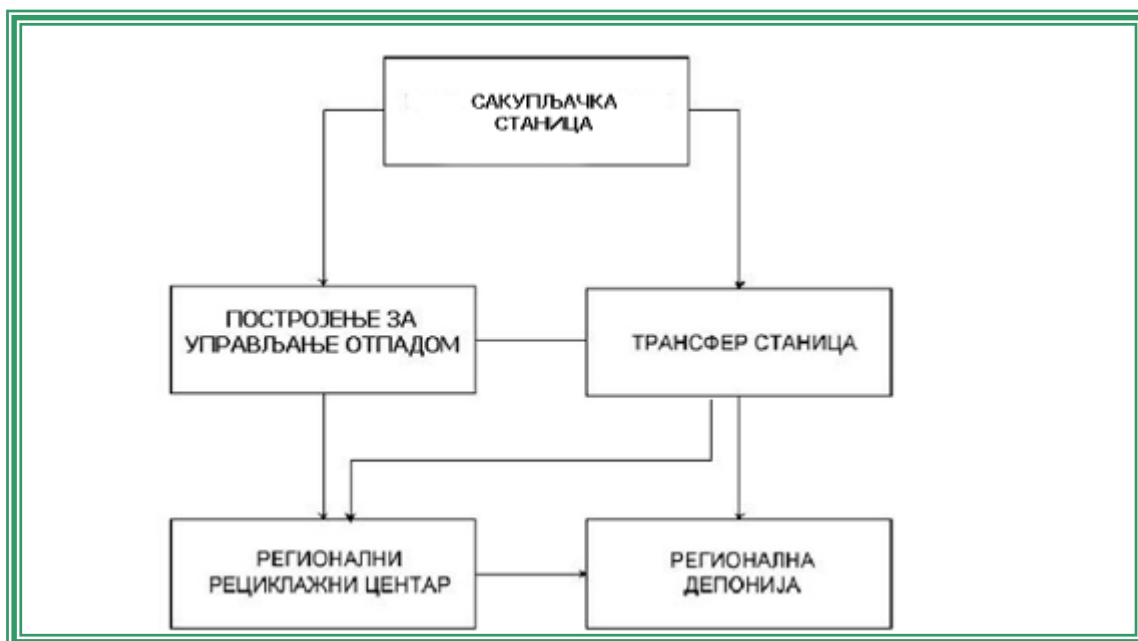 САКУПЉАЧКА
СТАНИЦА
ПОСТРОЈЕЊЕ ЗА
УПРАВЉАЊЕ ОТПАДОМ
ТРАНСФЕР СТАНИЦА
РЕГИОНАЛНИ
РЕЦИКЛАЖНИ ЦЕНТАР
РЕГИОНАЛНА
ДЕПОНИЈА